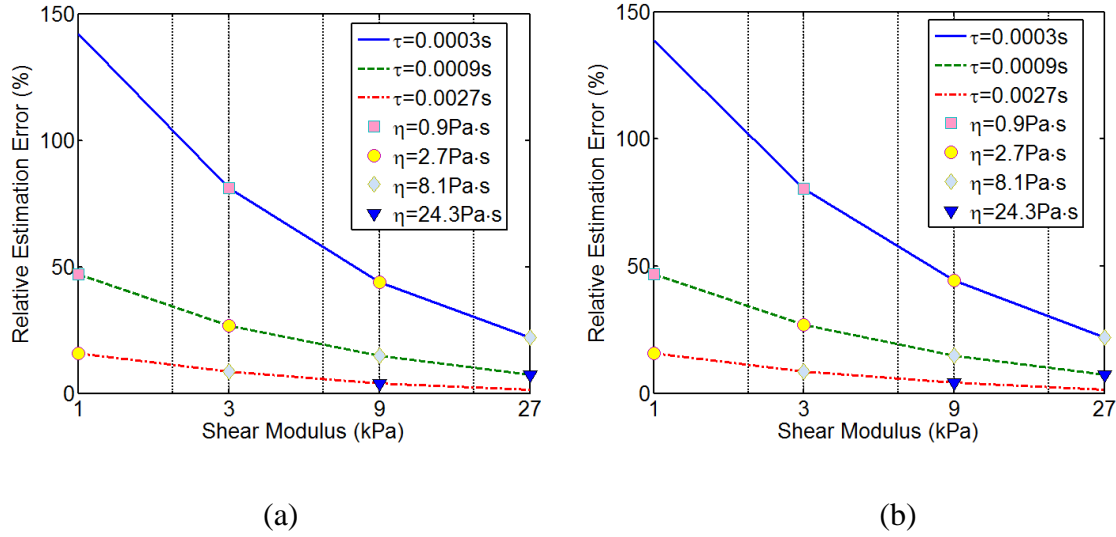 150
100
50
0
Relative Estimation Error (%)
τ=0.0003s
τ=0.0009s
τ=0.0027s
η=0.9Pa·s
η=2.7Pa·s
η=8.1Pa·s
η=24.3Pa·s
1 3 9 27
Shear Modulus (kPa)
(a)
150
100
50
0
Relative Estimation Error (%)
τ=0.0003s
τ=0.0009s
τ=0.0027s
η=0.9Pa·s
η=2.7Pa·s
η=8.1Pa·s
η=24.3Pa·s
1 3 9 27
Shear Modulus (kPa)
(b)